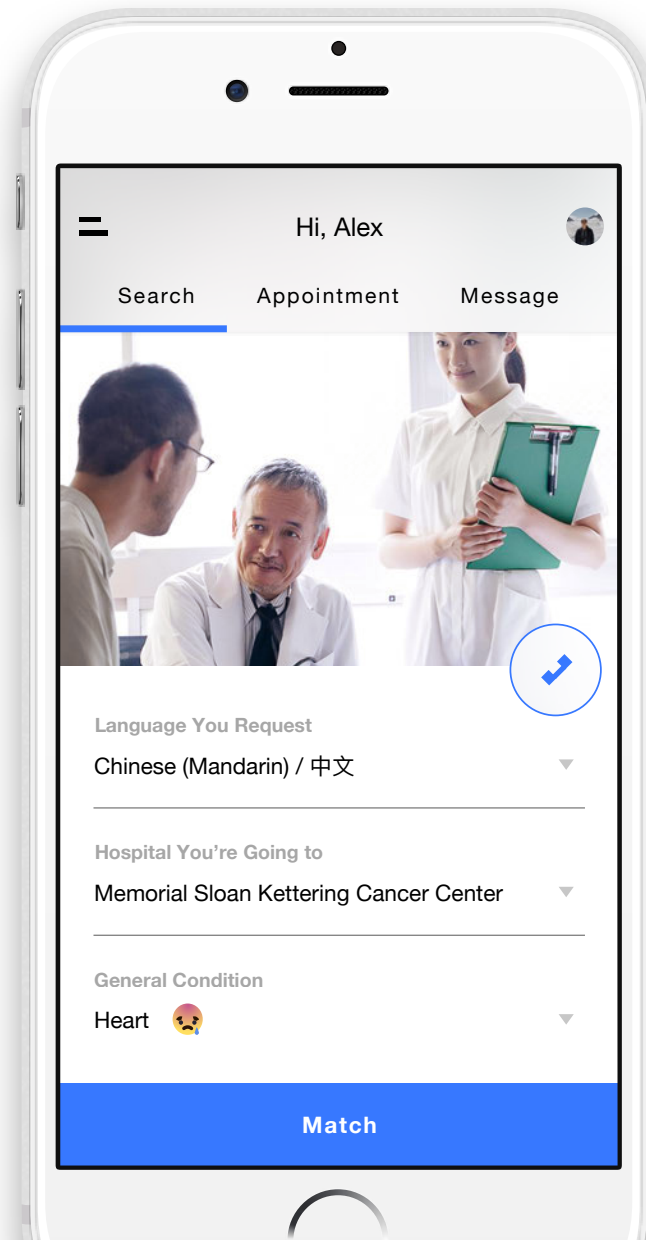 Hi, Alex
Search Appointment Message
Language You Request
Chinese (Mandarin) / 中文
Hospital You’re Going to
Memorial Sloan Kettering Cancer Center
General Condition
Heart
Match